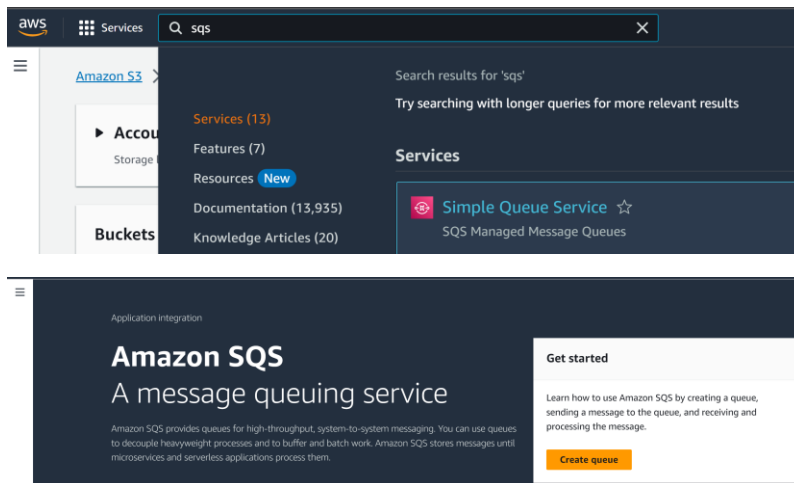 aws
Services
sqs
Amazon S3
Search results for 'sqs'
Try searching with longer queries for more relevant results
Accou
Storage
Services (13)
Features (7)
Resources New
Documentation (13,935)
Knowledge Articles (20)
Services
Simple Queue Service
SQS Managed Message Queues
Buckets
Application integration
Amazon SQS
A message queuing service
Amazon SQS provides queues for high-throughput, system-to-system messaging. You can use queues
to decouple heavyweight processes and to buffer and batch work. Amazon SQS stores messages until
microservices and serverless applications process them.
Get started
Learn how to use Amazon SQS by creating a queue,
sending a message to the queue, and receiving and
processing the message.
Create queue